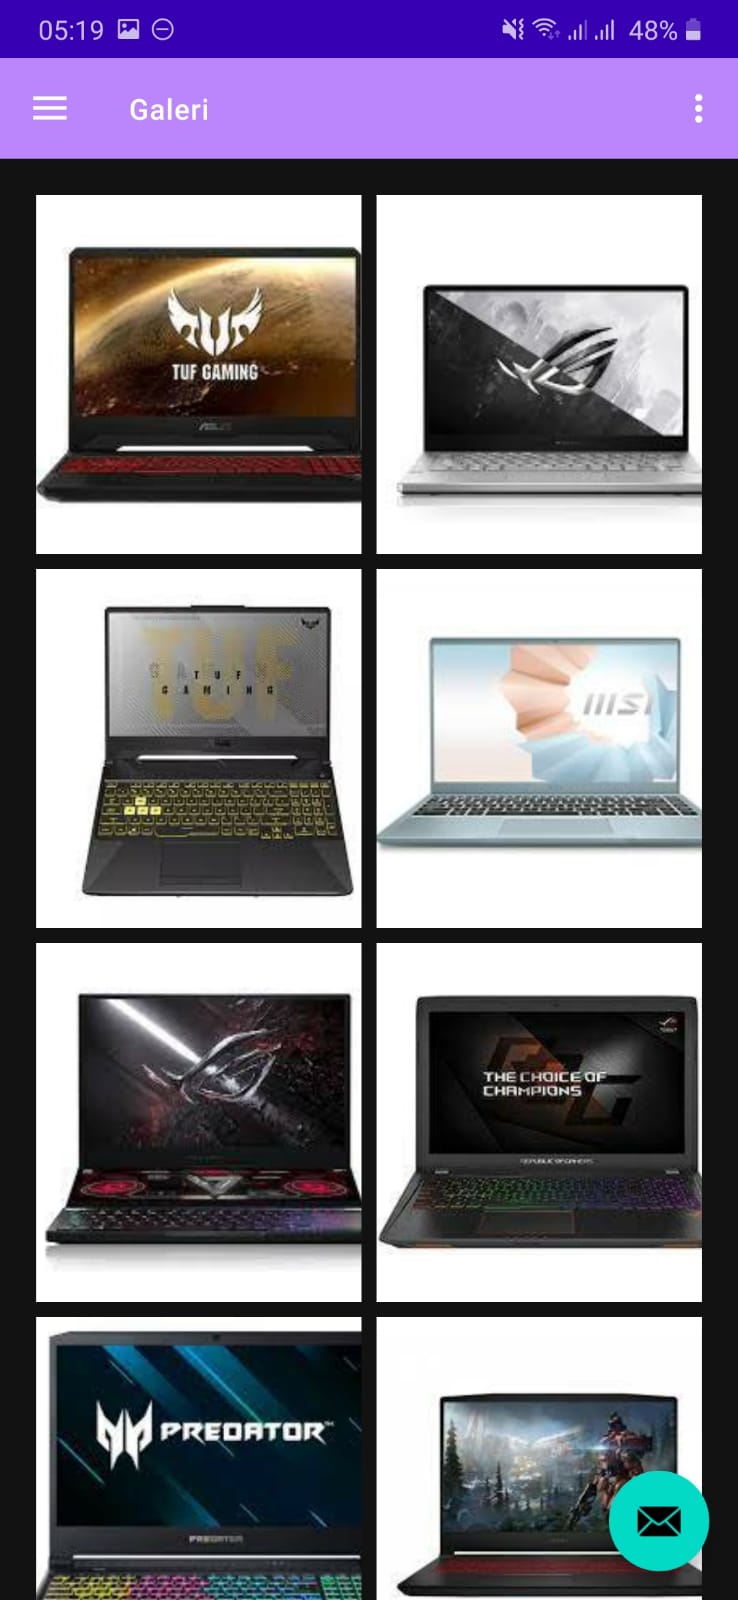 05:19
48%
Galeri
TUF GAMING
ASUS
TUF
GAMING
msi
THE CHOICE OF
CHAMPIONS
REPUBLIC OF GAMERS
PREDATOR
PREDATOR